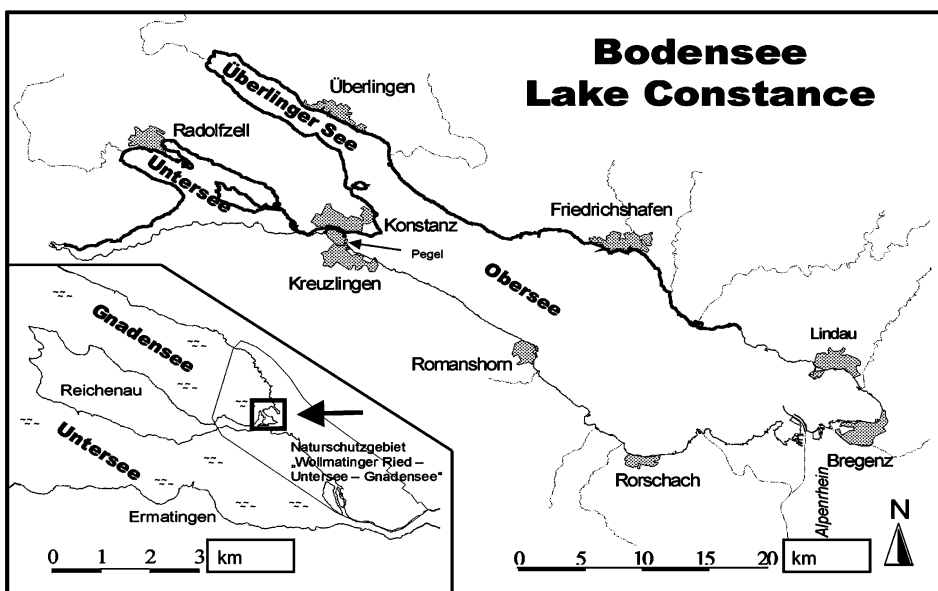 Bodensee
Lake Constance
Überlinger See
Überlingen
Radolfzell
Untersee
Konstanz
Pegel
Kreuzlingen
Friedrichshafen
Obersee
Romanshorn
Lindau
Bregenz
Rorschach
Alpenrhein
N
0 5 10 15 20 km
Gnadensee
Reichenau
Untersee
Naturschutzgebiet
„Wollmatinger Ried –
Untersee – Gnadensee“
Ermatingen
0 1 2 3 km